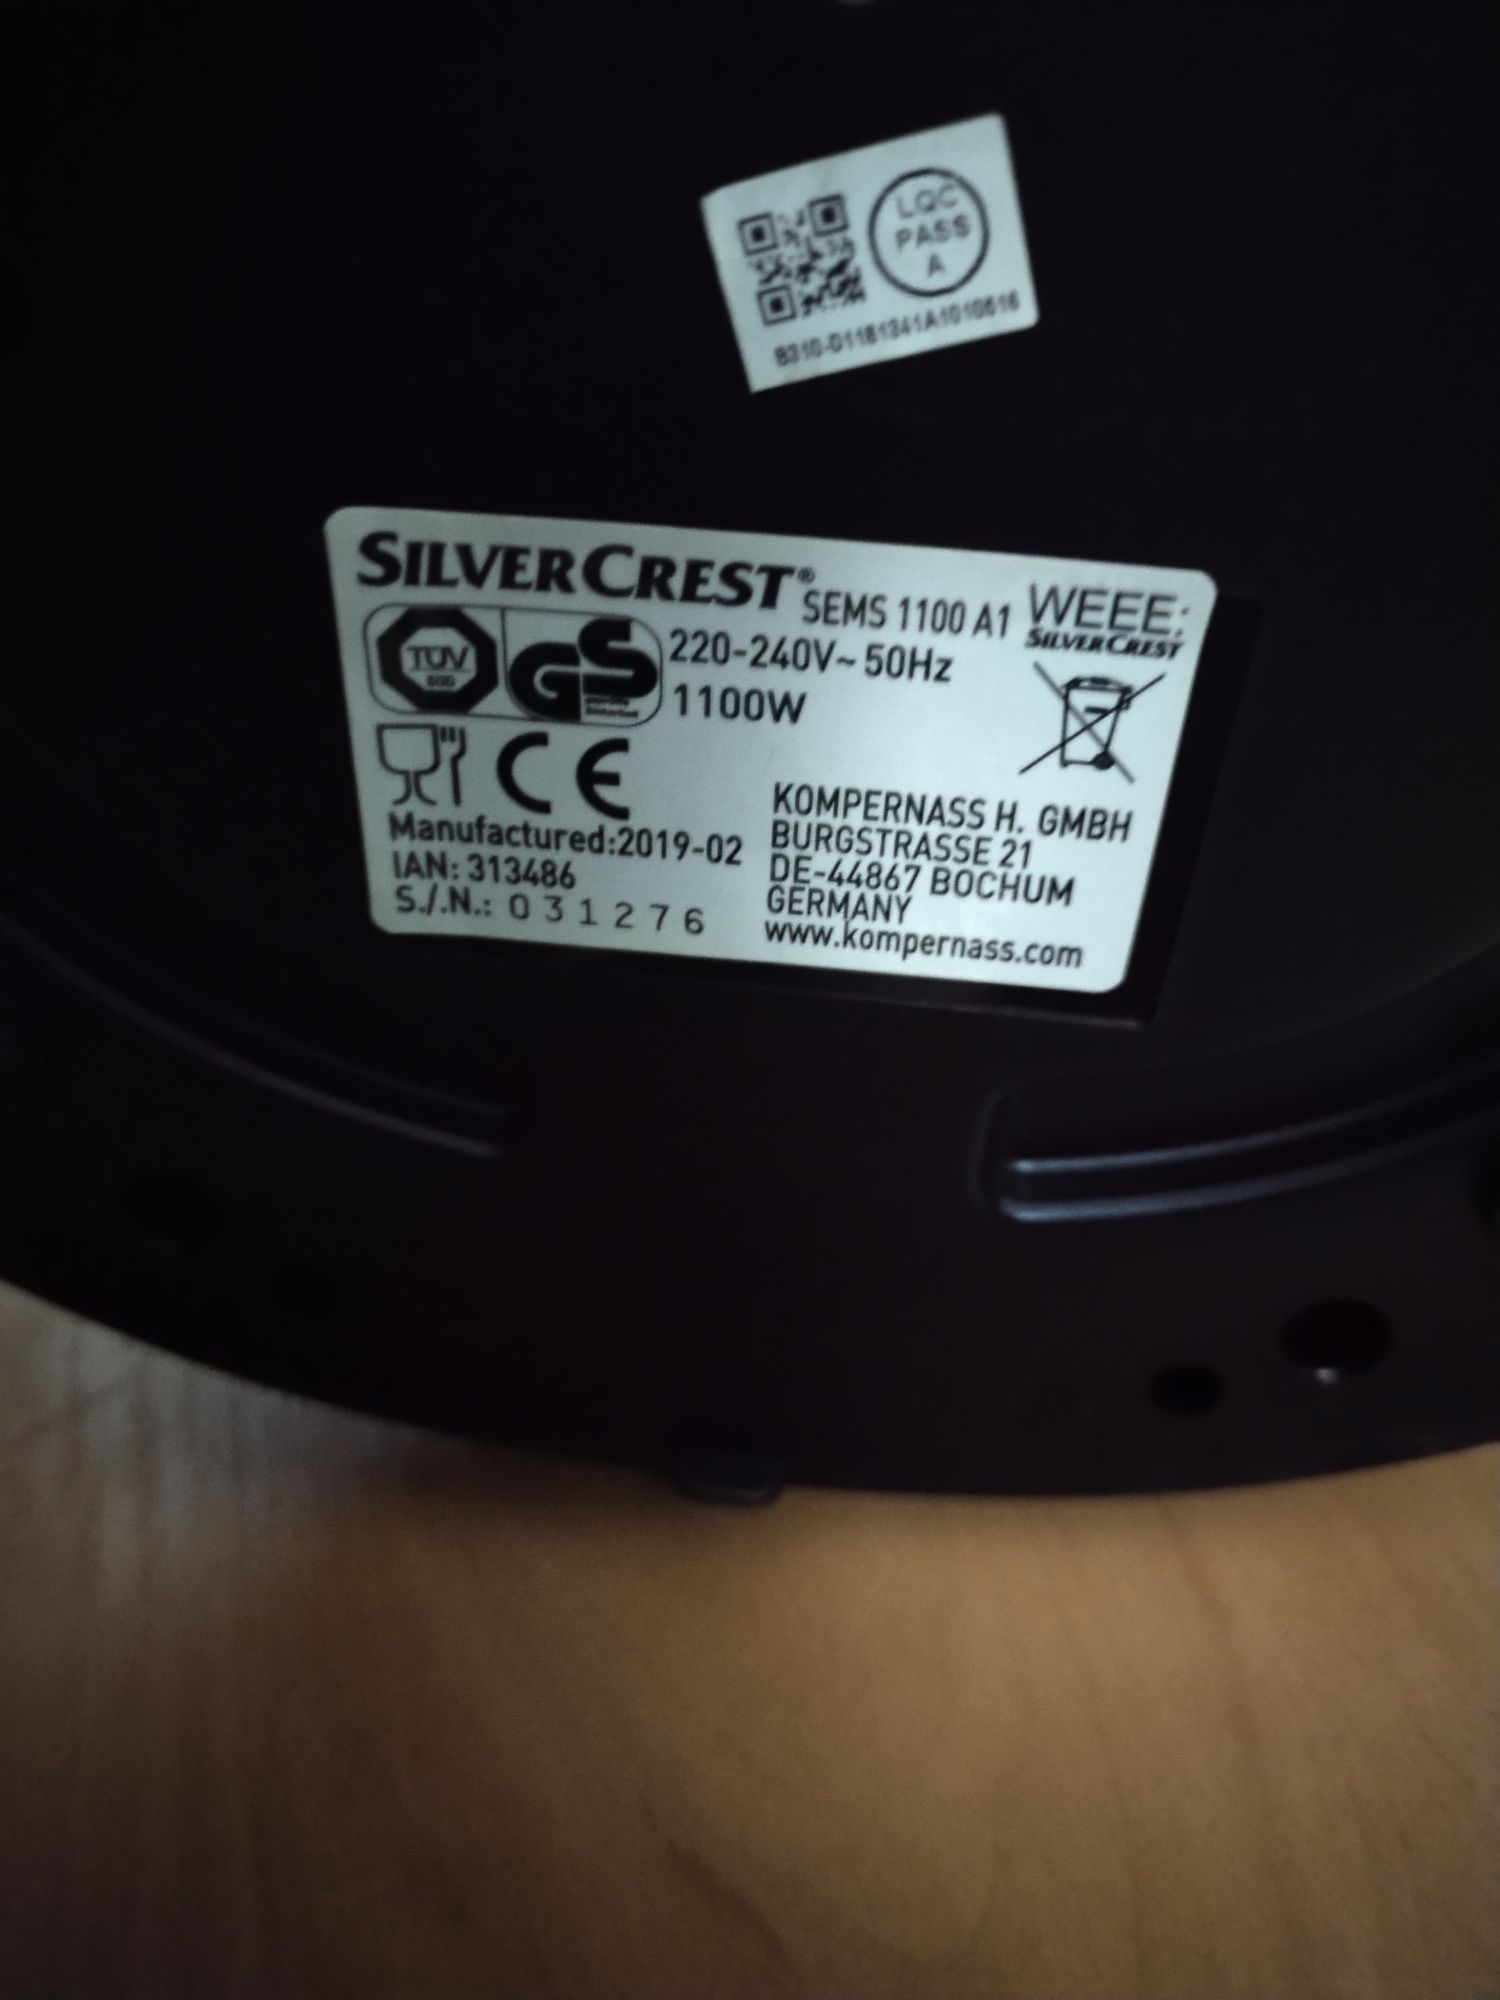 LQC
PASS
A
SILVERCREST®
SEMS 1100 A1
WEEE:
SILVERCREST
TÜV
SÜD
GS
220-240V~ 50Hz
1100W
CE
Manufactured:2019-02
IAN: 313486
S./.N.: 031276
KOMPERNASS H. GMBH
BURGSTRASSE 21
DE-44867 BOCHUM
GERMANY
www.kompernass.com